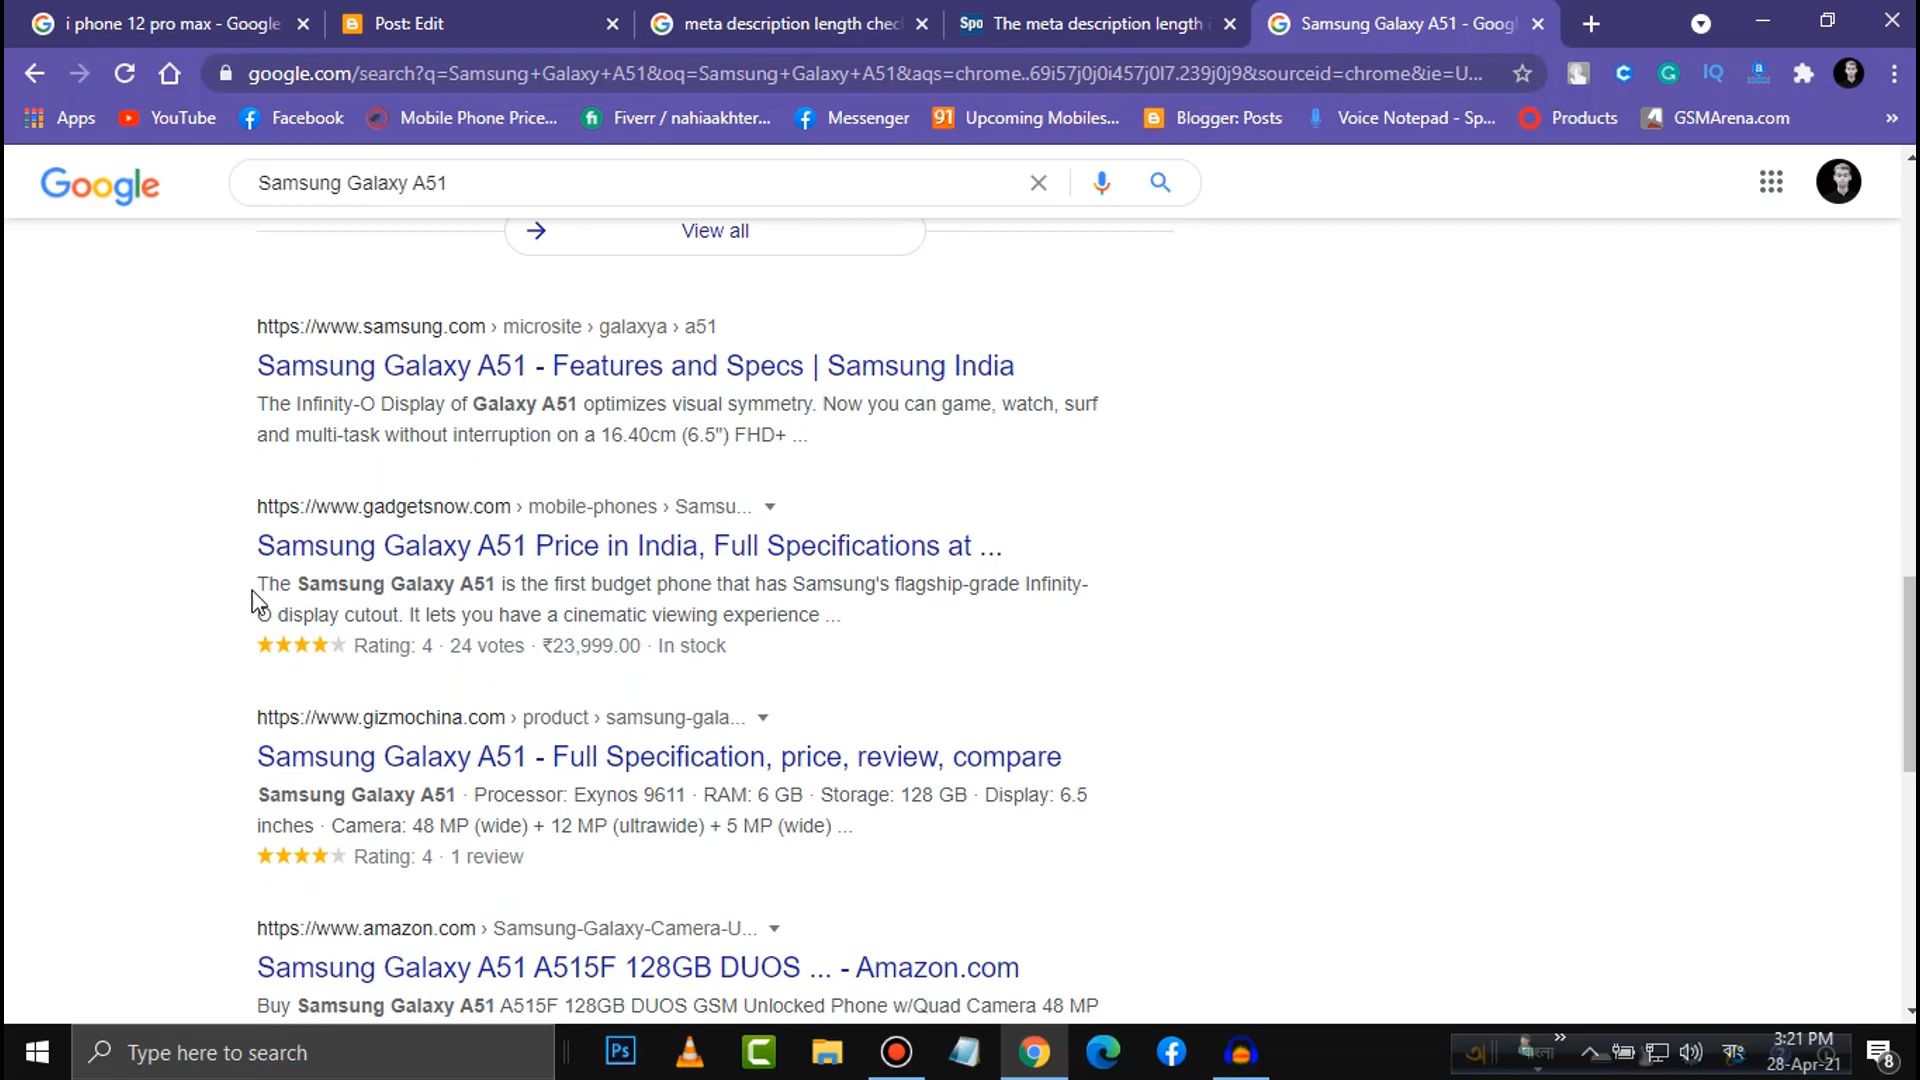 i phone 12 pro max - Google
Post: Edit
meta description length chec
Spo The meta description length i
Samsung Galaxy A51 - Googl
google.com/search?q=Samsung+Galaxy+A51&oq=Samsung+Galaxy+A51&aqs=chrome..69i57j0j0i457j0l7.239j0j9&sourceid=chrome&ie=U...
Apps
YouTube
Facebook
Mobile Phone Price...
Fiverr / nahiaakhter...
Messenger
91 Upcoming Mobiles...
Blogger: Posts
Voice Notepad - Sp...
Products
GSMArena.com
»
Google
Samsung Galaxy A51
View all
https://www.samsung.com › microsite › galaxya › a51
Samsung Galaxy A51 - Features and Specs | Samsung India
The Infinity-O Display of Galaxy A51 optimizes visual symmetry. Now you can game, watch, surf
and multi-task without interruption on a 16.40cm (6.5") FHD+ ...
https://www.gadgetsnow.com › mobile-phones › Samsu...
Samsung Galaxy A51 Price in India, Full Specifications at ...
The Samsung Galaxy A51 is the first budget phone that has Samsung's flagship-grade Infinity-
O display cutout. It lets you have a cinematic viewing experience ...
Rating: 4 · 24 votes · ₹23,999.00 · In stock
https://www.gizmochina.com › product › samsung-gala...
Samsung Galaxy A51 - Full Specification, price, review, compare
Samsung Galaxy A51 · Processor: Exynos 9611 · RAM: 6 GB · Storage: 128 GB · Display: 6.5
inches · Camera: 48 MP (wide) + 12 MP (ultrawide) + 5 MP (wide) ...
Rating: 4 · 1 review
https://www.amazon.com › Samsung-Galaxy-Camera-U...
Samsung Galaxy A51 A515F 128GB DUOS ... - Amazon.com
Buy Samsung Galaxy A51 A515F 128GB DUOS GSM Unlocked Phone w/Quad Camera 48 MP
Type here to search
Ps
বাং
3:21 PM
28-Apr-21
8